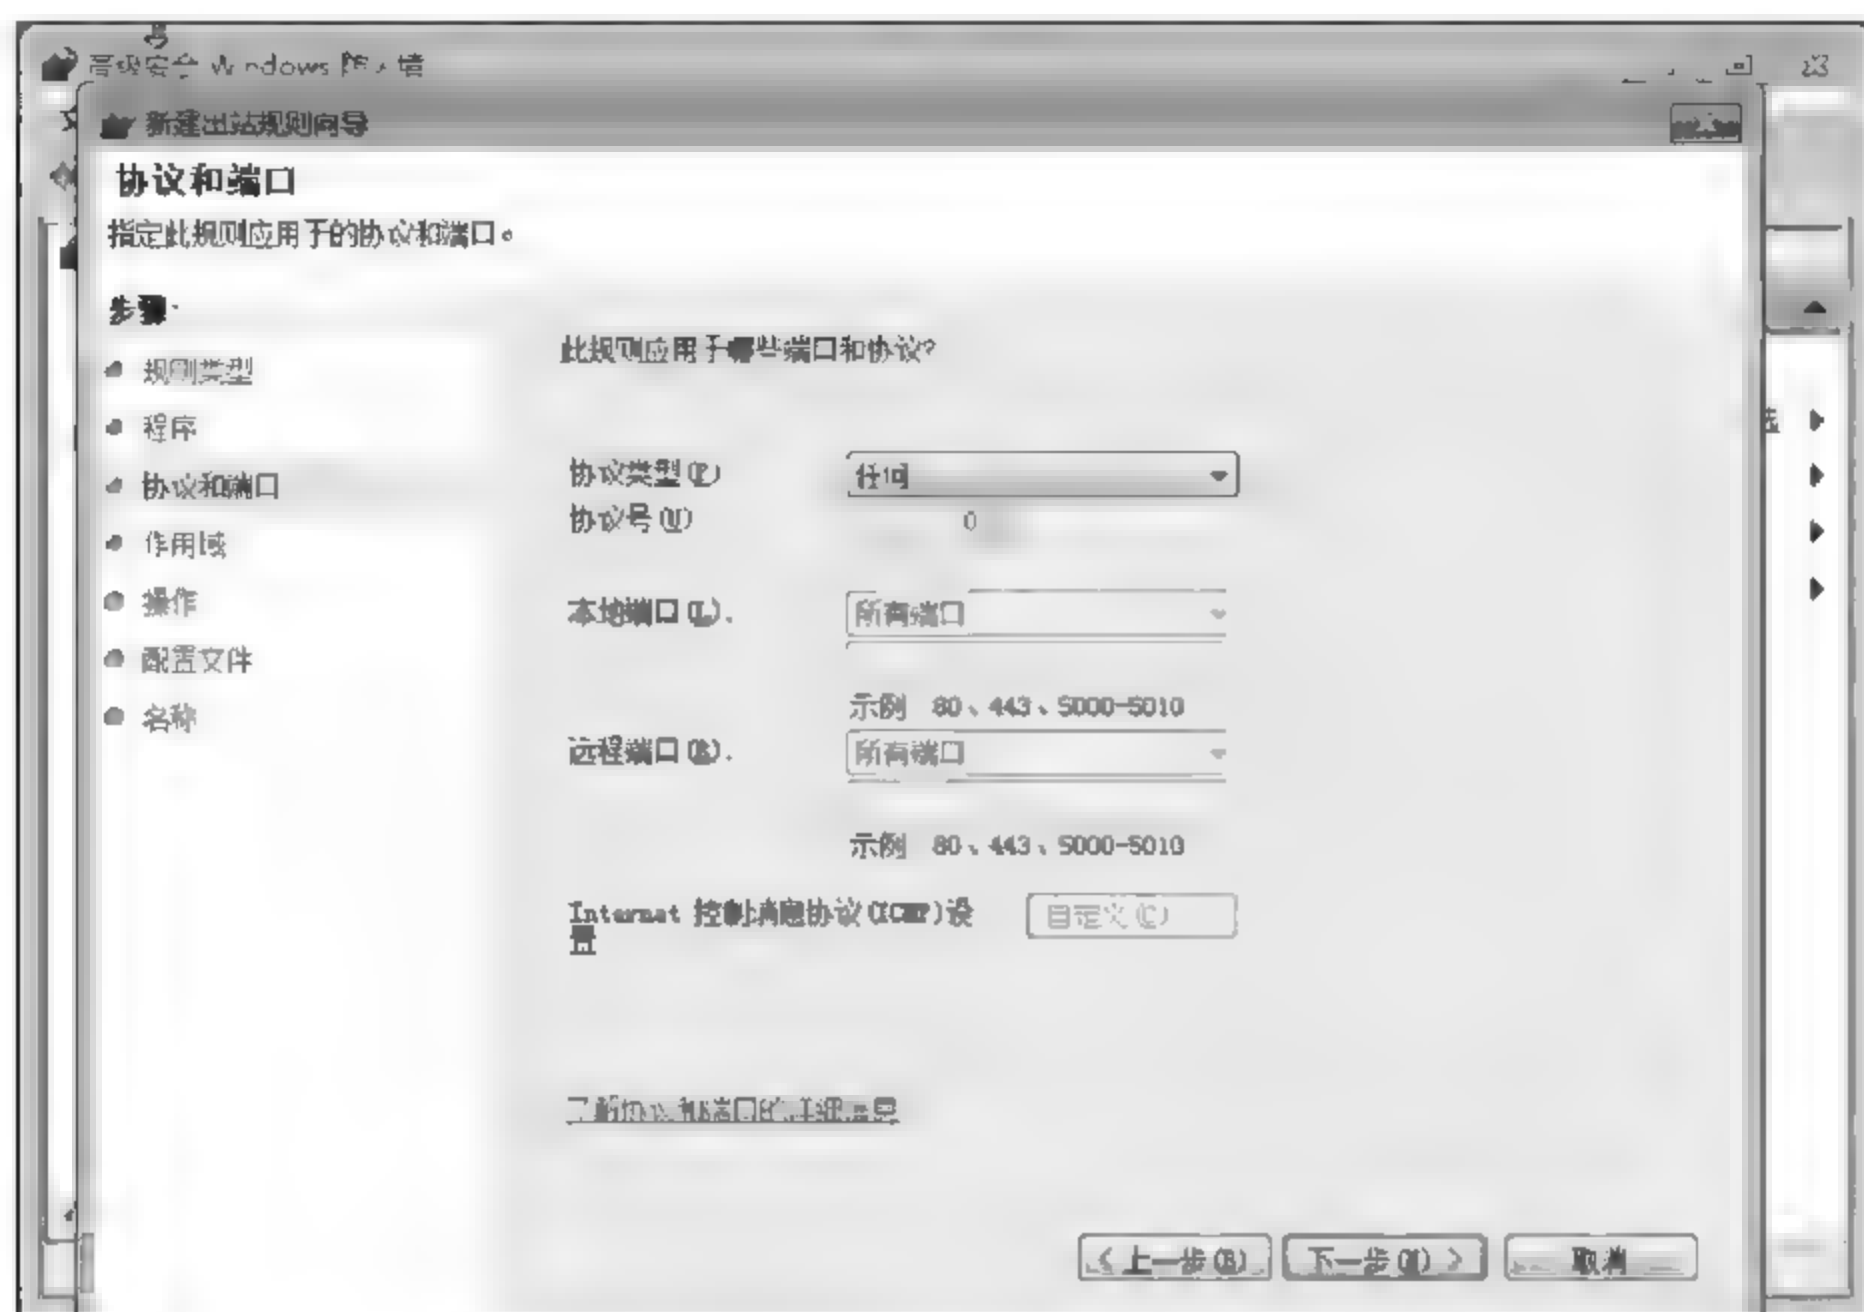 高级安全 Windows 防火墙
新建出站规则向导
协议和端口
指定此规则应用于的协议和端口。
步骤:
规则类型
程序
协议和端口
作用域
操作
配置文件
名称
此规则应用于哪些端口和协议?
协议类型(P) 任何
协议号(U) 0
本地端口(L). 所有端口
示例 80、443、5000-5010
远程端口(R). 所有端口
示例 80、443、5000-5010
Internet 控制消息协议(ICMP)设
置 自定义(C)
了解协议和端口的详细信息
< 上一步(B) 下一步(N) > 取消